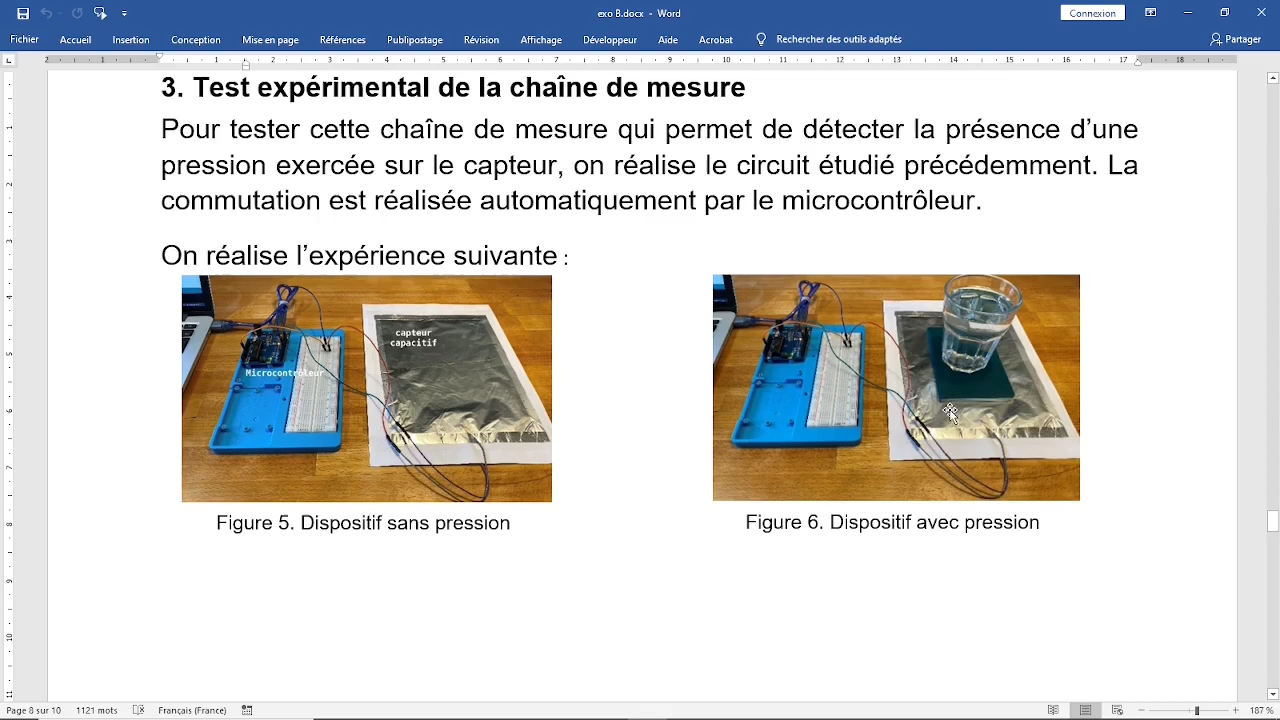 exo B.docx - Word
Connexion
Fichier Accueil Insertion Conception Mise en page Références Publipostage Révision Affichage Développeur Aide Acrobat Rechercher des outils adaptés Partager
3. Test expérimental de la chaîne de mesure
Pour tester cette chaîne de mesure qui permet de détecter la présence d’une
pression exercée sur le capteur, on réalise le circuit étudié précédemment. La
commutation est réalisée automatiquement par le microcontrôleur.
On réalise l’expérience suivante :
capteur
capacitif
Microcontrôleur
Figure 5. Dispositif sans pression
Figure 6. Dispositif avec pression
Page 8 sur 10 1121 mots Français (France) 187 %